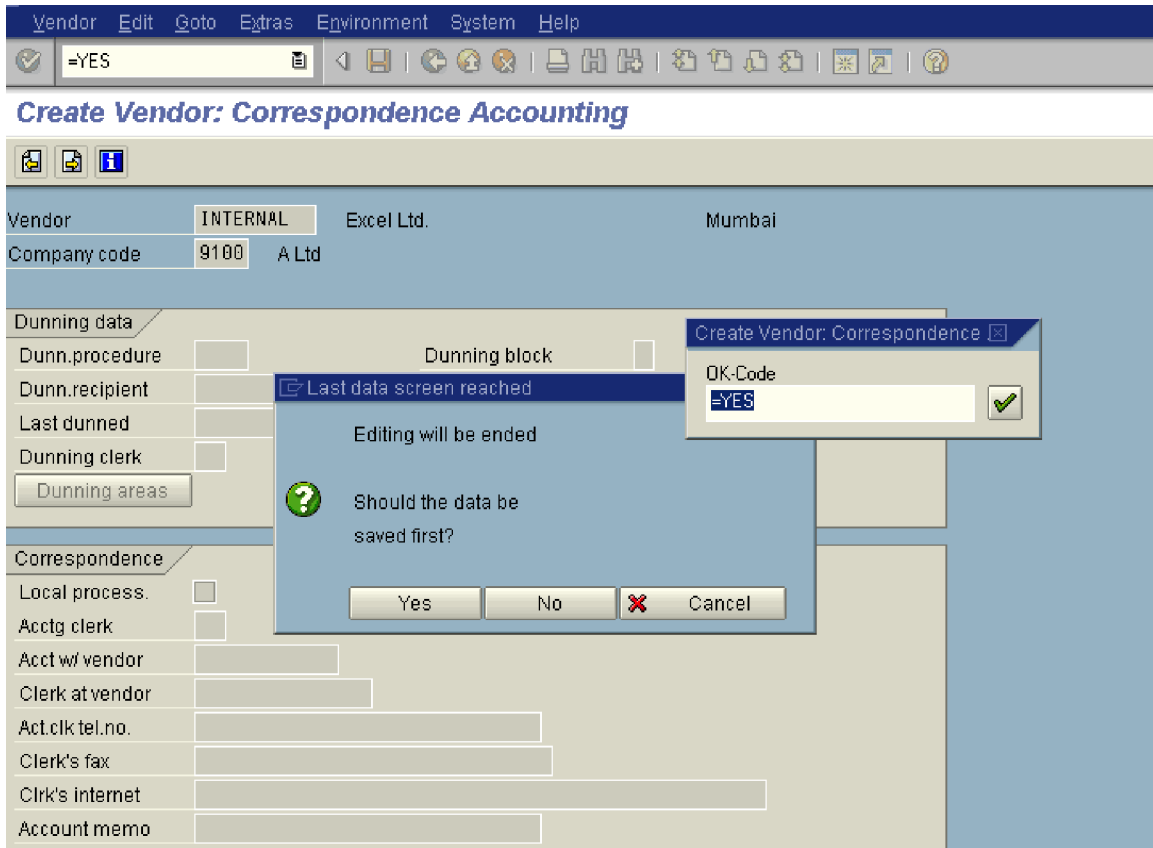 Vendor Edit Goto Extras Environment System Help
=YES
Create Vendor: Correspondence Accounting
Vendor INTERNAL Excel Ltd. Mumbai
Company code 9100 A Ltd
Dunning data
Dunn.procedure Dunning block
Dunn.recipient
Last dunned
Dunning clerk
Dunning areas
Create Vendor: Correspondence
OK-Code
=YES
Last data screen reached
Editing will be ended
Should the data be
saved first?
Yes No Cancel
Correspondence
Local process.
Acctg clerk
Acct w/ vendor
Clerk at vendor
Act.clk tel.no.
Clerk's fax
Clrk's internet
Account memo